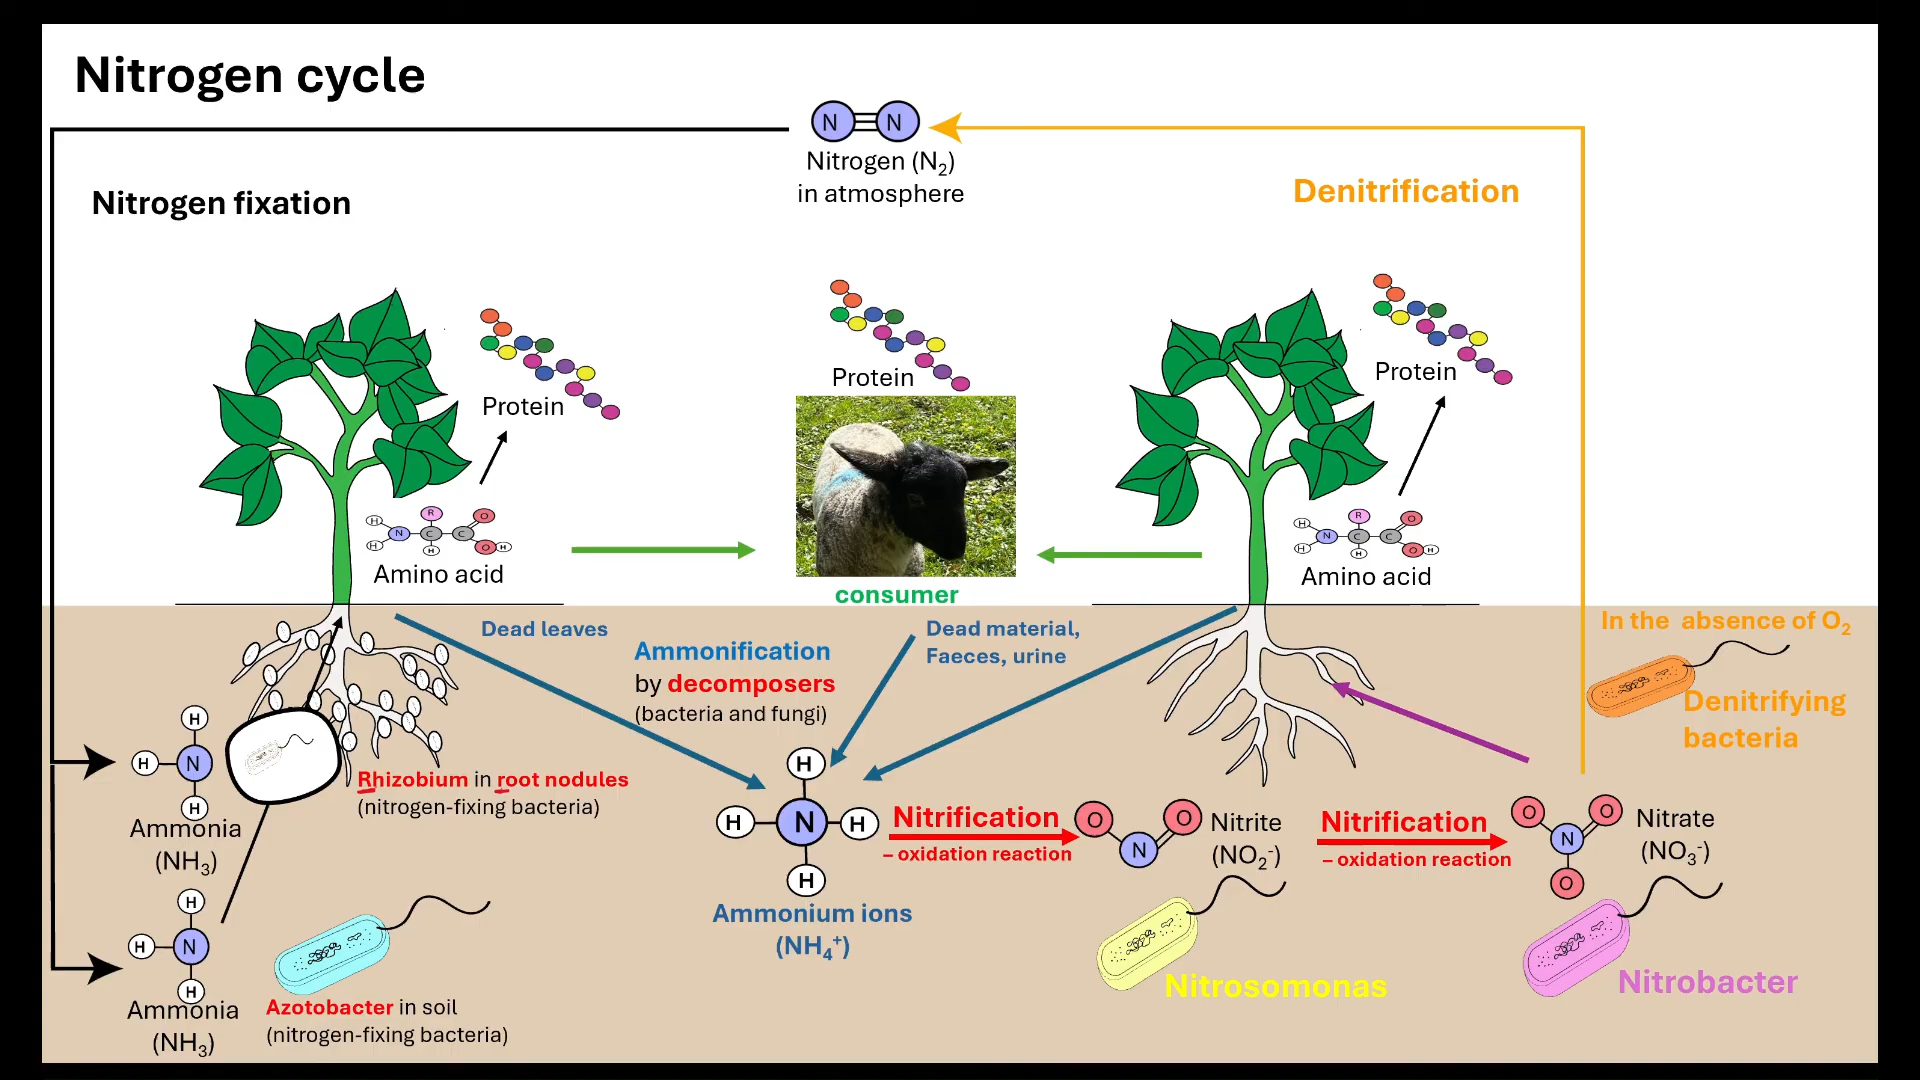 Nitrogen cycle
N N
Nitrogen (N₂)
in atmosphere
Nitrogen fixation
Denitrification
Protein
Protein
Protein
H H N R C H C O O H
Amino acid
H H N R C H C O O H
Amino acid
consumer
Dead leaves
Ammonification
by decomposers
(bacteria and fungi)
Dead material,
Faeces, urine
In the absence of O₂
Denitrifying
bacteria
H
H N
H
Ammonia
(NH₃)
Rhizobium in root nodules
(nitrogen-fixing bacteria)
H
H N H
H
Ammonium ions
(NH₄⁺)
Nitrification
– oxidation reaction
O O
N
Nitrite
(NO₂⁻)
Nitrification
– oxidation reaction
O O
N
O
Nitrate
(NO₃⁻)
H
H N
H
Ammonia
(NH₃)
Azotobacter in soil
(nitrogen-fixing bacteria)
Nitrosomonas
Nitrobacter